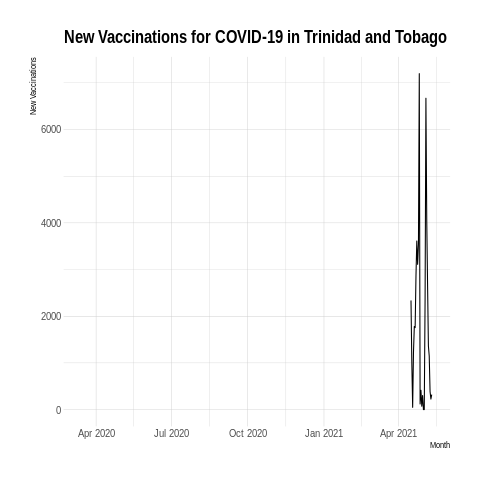 New Vaccinations for COVID-19 in Trinidad and Tobago
New Vaccinations
6000
4000
2000
0
Apr 2020 Jul 2020 Oct 2020 Jan 2021 Apr 2021
Month